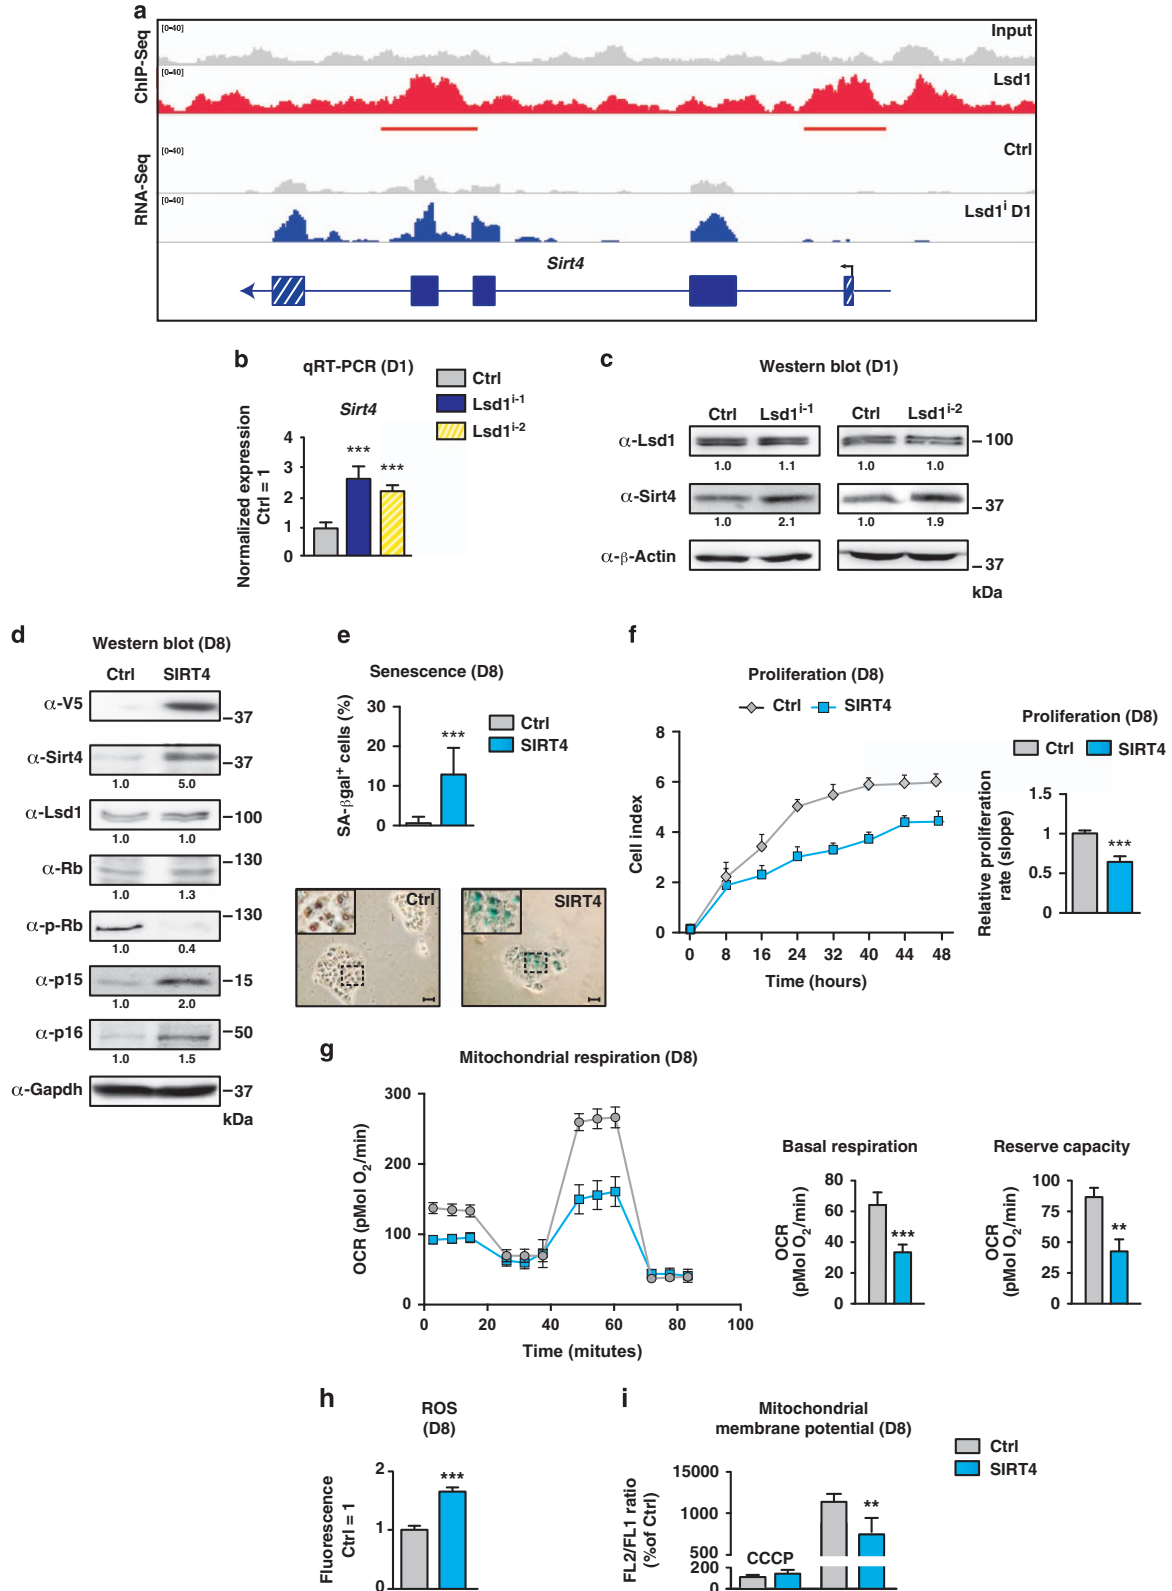 a
ChIP-Seq
[0-40]
Input
[0-40]
Lsd1
RNA-Seq
[0-40]
Ctrl
[0-40]
Lsd1i D1
Sirt4
b
qRT-PCR (D1)
Sirt4
Normalized expression
Ctrl = 1
4
3
2
1
0
***
***
Ctrl
Lsd1i-1
Lsd1i-2
c
Western blot (D1)
Ctrl Lsd1i-1 Ctrl Lsd1i-2
α-Lsd1
100
1.0 1.1 1.0 1.0
α-Sirt4
37
1.0 2.1 1.0 1.9
α-β-Actin
37
kDa
d
Western blot (D8)
Ctrl SIRT4
α-V5
37
α-Sirt4
37
1.0 5.0
α-Lsd1
100
1.0 1.0
α-Rb
130
1.0 1.3
α-p-Rb
130
1.0 0.4
α-p15
15
1.0 2.0
α-p16
50
1.0 1.5
α-Gapdh
37
kDa
e
Senescence (D8)
SA-βgal+ cells (%)
30
20
10
0
***
Ctrl
SIRT4
Ctrl
SIRT4
f
Proliferation (D8)
Ctrl SIRT4
Cell index
8
6
4
2
0
0 8 16 24 32 40 44 48
Time (hours)
Proliferation (D8)
Ctrl SIRT4
Relative proliferation
rate (slope)
1.5
1
0.5
0
***
g
Mitochondrial respiration (D8)
OCR (pMol O2/min)
300
200
100
0
0 20 40 60 80 100
Time (mitutes)
Basal respiration
OCR
(pMol O2/min)
80
60
40
20
0
***
Reserve capacity
OCR
(pMol O2/min)
100
75
50
25
0
**
h
ROS
(D8)
Fluorescence
Ctrl = 1
2
1
0
***
i
Mitochondrial
membrane potential (D8)
FL2/FL1 ratio
(%of Ctrl)
15000
1000
500
200
0
CCCP
**
Ctrl
SIRT4